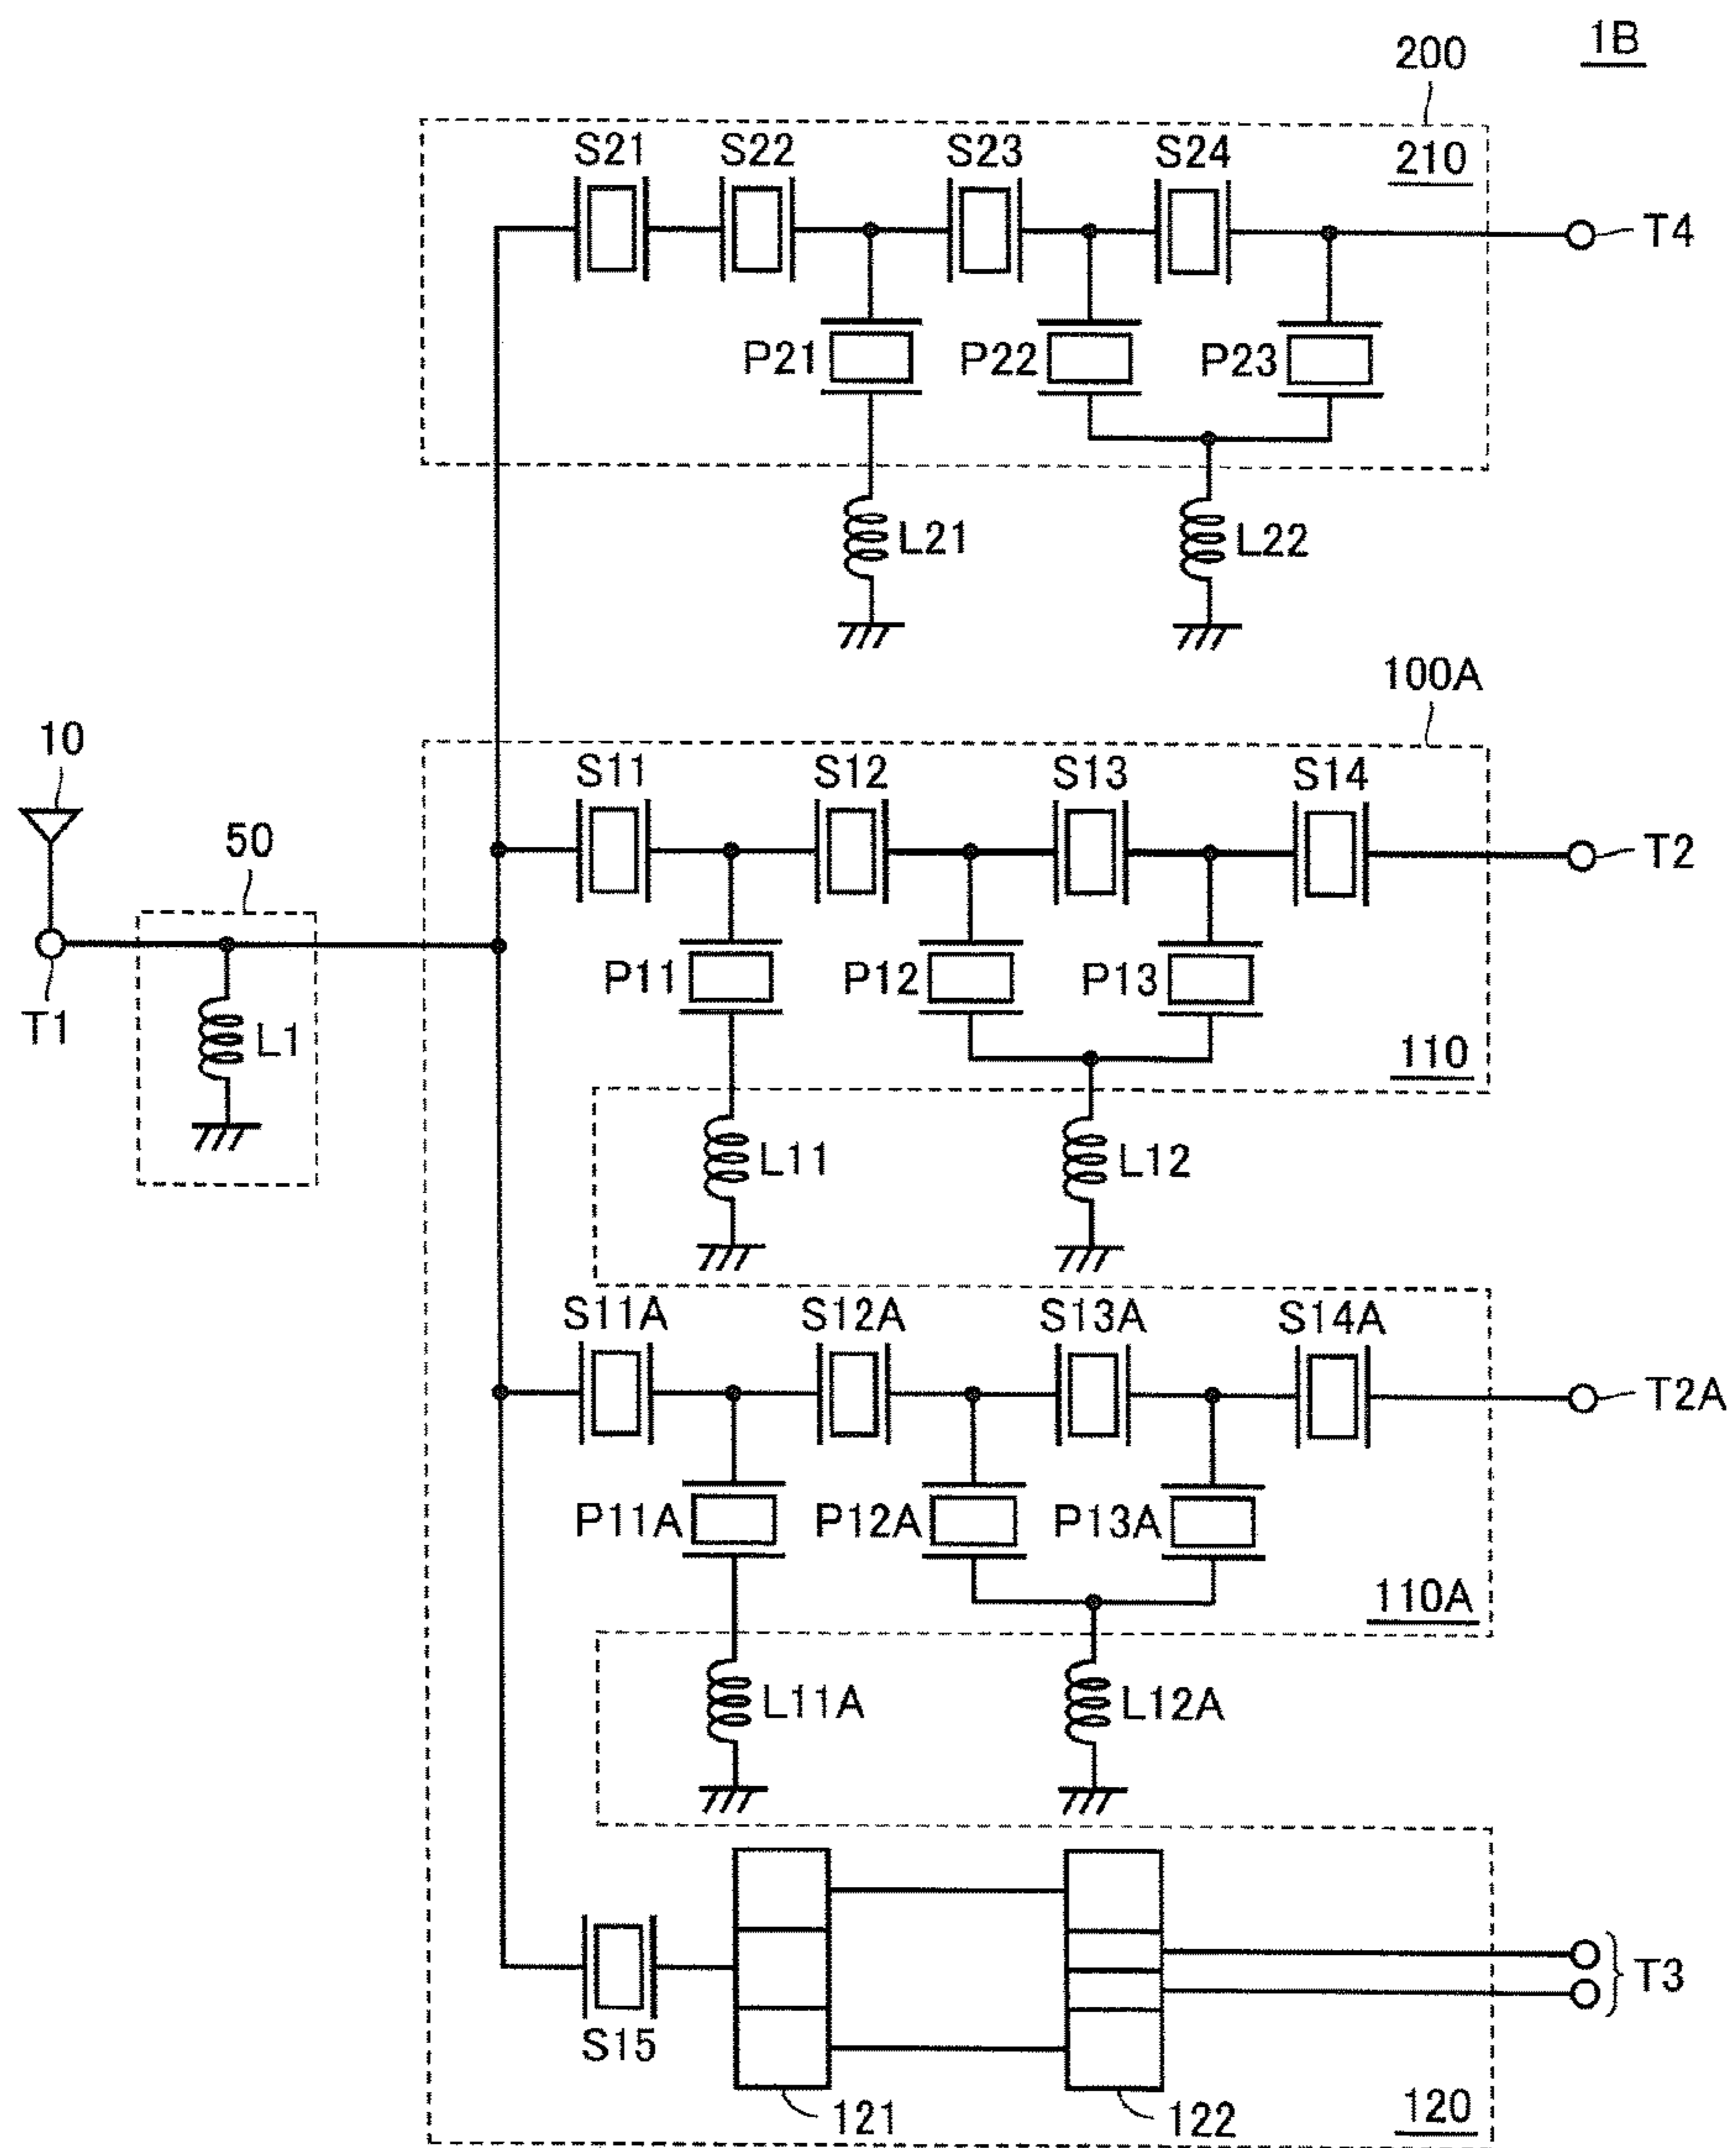 1B
200
S21 S22 S23 S24 210
T4
P21 P22 P23
L21 L22
100A
10
S11 S12 S13 S14
50
T2
P11 P12 P13
T1 L1
110
L11 L12
S11A S12A S13A S14A
T2A
P11A P12A P13A
110A
L11A L12A
T3
S15
121 122 120